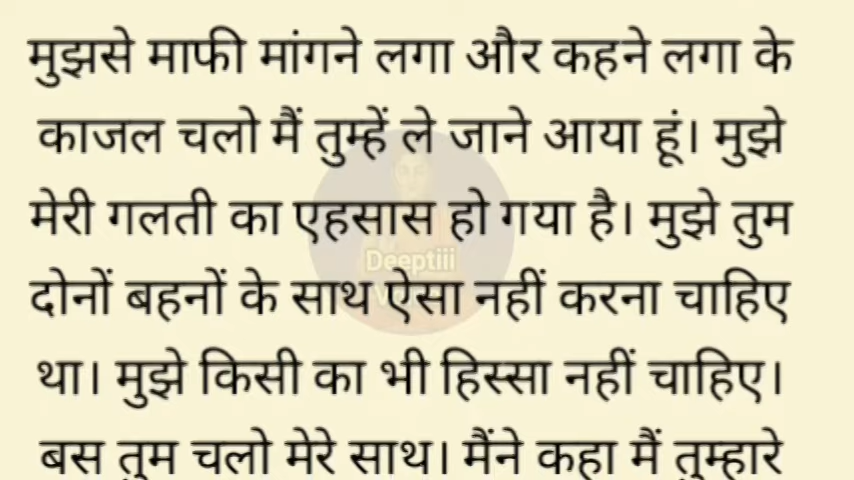 मुझसे माफी मांगने लगा और कहने लगा के
काजल चलो मैं तुम्हें ले जाने आया हूं। मुझे
मेरी गलती का एहसास हो गया है। मुझे तुम
Deeptiii
दोनों बहनों के साथ ऐसा नहीं करना चाहिए
था। मुझे किसी का भी हिस्सा नहीं चाहिए।
बस तुम चलो मेरे साथ। मैंने कहा मैं तुम्हारे